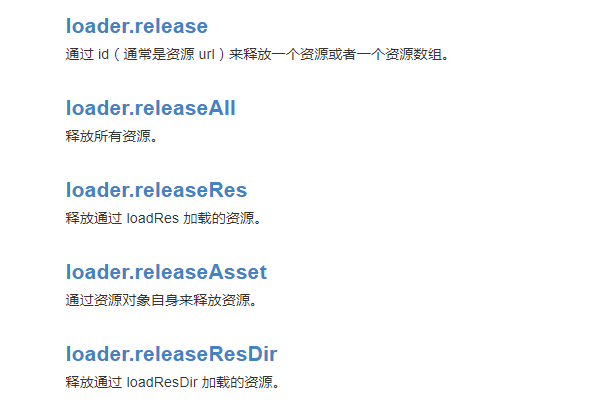 loader.release
通过 id（通常是资源 url）来释放一个资源或者一个资源数组。
loader.releaseAll
释放所有资源。
loader.releaseRes
释放通过 loadRes 加载的资源。
loader.releaseAsset
通过资源对象自身来释放资源。
loader.releaseResDir
释放通过 loadResDir 加载的资源。